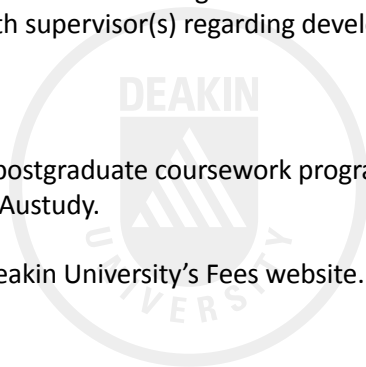 th supervisor(s) regarding devel
DEAKIN
postgraduate coursework progra
Austudy.
eakin University's Fees website.
UNIVERSITY